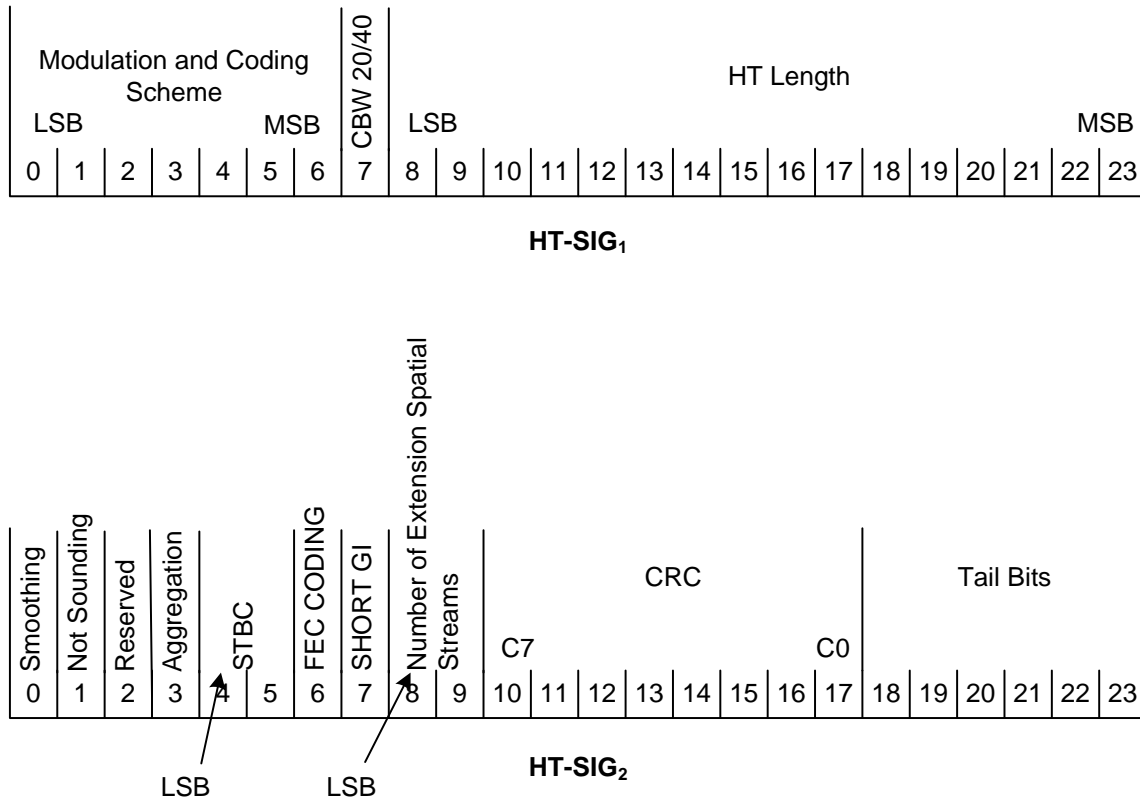 Modulation and Coding
Scheme
CBW 20/40
HT Length
LSB MSB LSB MSB
0 1 2 3 4 5 6 7 8 9 10 11 12 13 14 15 16 17 18 19 20 21 22 23
HT-SIG₁
Smoothing
Not Sounding
Reserved
Aggregation
STBC
FEC CODING
SHORT GI
Number of Extension Spatial
Streams
CRC
Tail Bits
C7 C0
0 1 2 3 4 5 6 7 8 9 10 11 12 13 14 15 16 17 18 19 20 21 22 23
LSB LSB
HT-SIG₂